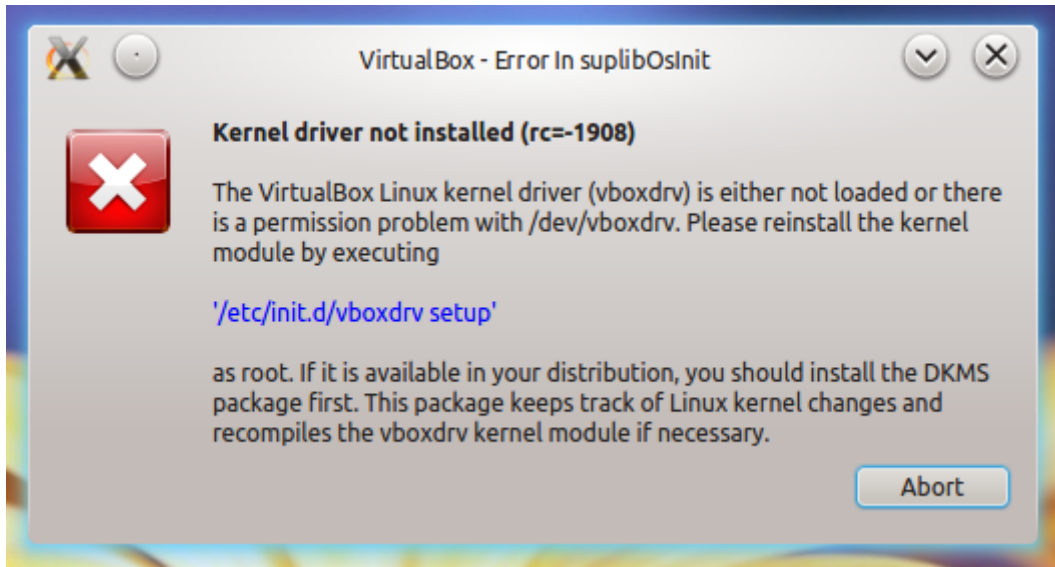 VirtualBox - Error In suplibOsInit
Kernel driver not installed (rc=-1908)
The VirtualBox Linux kernel driver (vboxdrv) is either not loaded or there
is a permission problem with /dev/vboxdrv. Please reinstall the kernel
module by executing
'/etc/init.d/vboxdrv setup'
as root. If it is available in your distribution, you should install the DKMS
package first. This package keeps track of Linux kernel changes and
recompiles the vboxdrv kernel module if necessary.
Abort